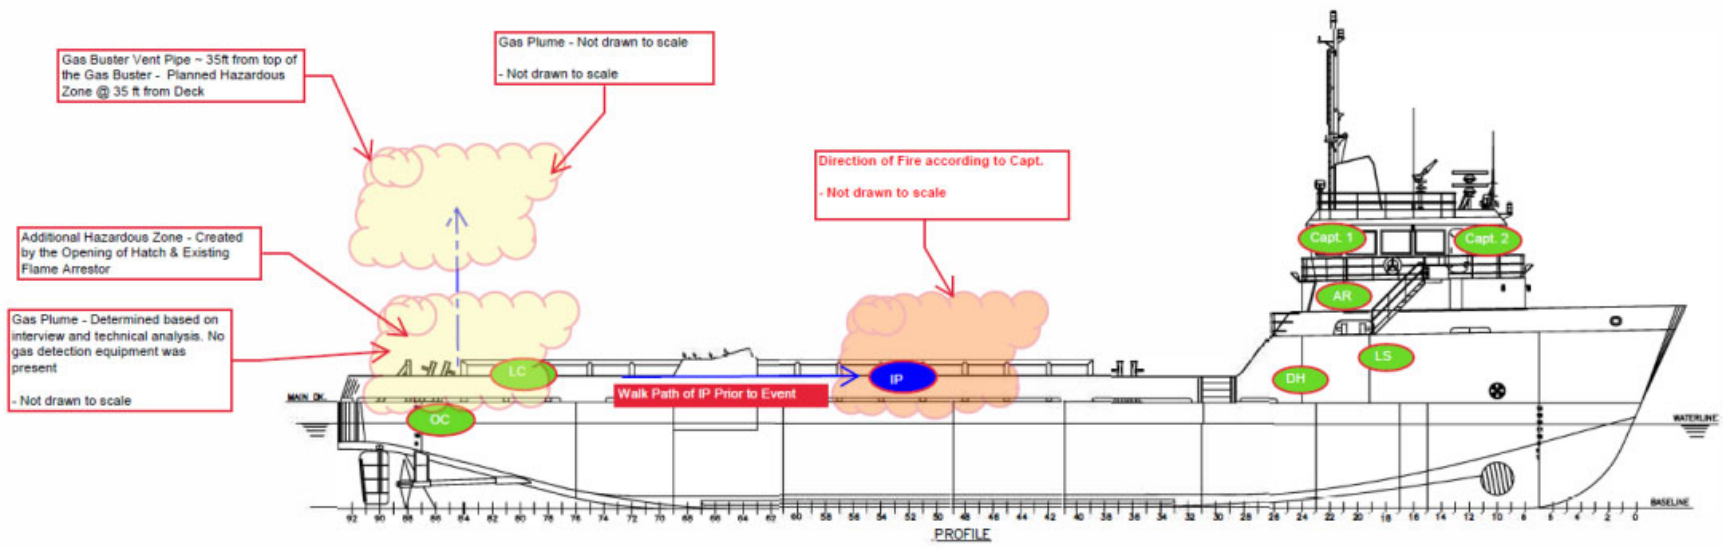 Gas Buster Vent Pipe ~ 35ft from top of
the Gas Buster - Planned Hazardous
Zone @ 35 ft from Deck
Gas Plume - Not drawn to scale
- Not drawn to scale
Direction of Fire according to Capt.
- Not drawn to scale
Additional Hazardous Zone - Created
by the Opening of Hatch & Existing
Flame Arrestor
Gas Plume - Determined based on
interview and technical analysis. No
gas detection equipment was
present
- Not drawn to scale
Capt. 1
Capt. 2
AR
LS
DH
LC
IP
Walk Path of IP Prior to Event
OC
MAIN DK.
WATERLINE
BASELINE
92 90 88 86 84 82 80 78 76 74 72 70 68 66 64 62 60 58 56 54 52 50 48 46 44 42 40 38 36 34 32 30 28 26 24 22 20 18 16 14 12 10 8 6 4 2 0
PROFILE